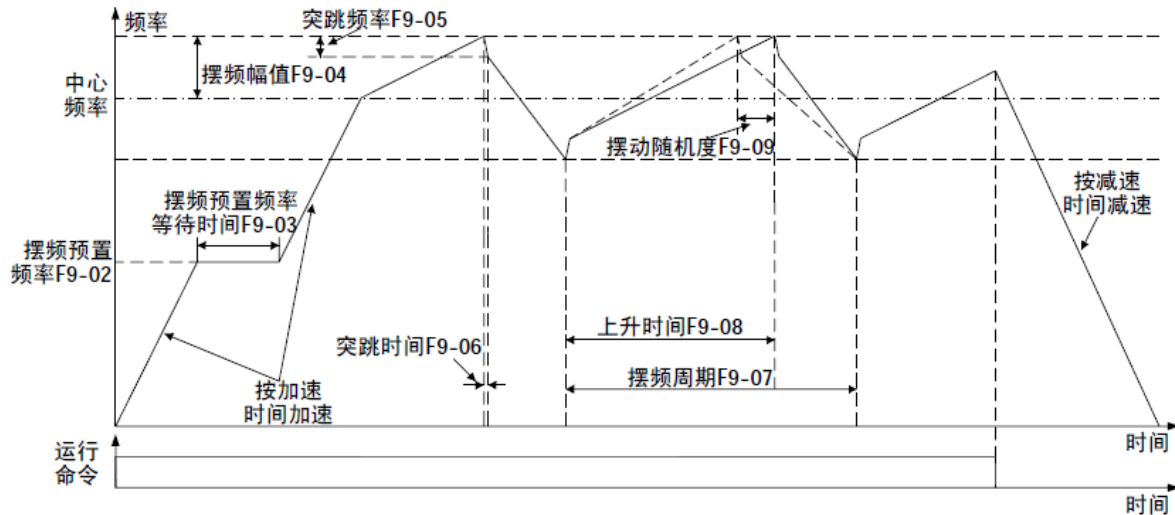 频率
突跳频率F9-05
摆频幅值F9-04
中心
频率
摆动随机度F9-09
摆频预置频率
等待时间F9-03
摆频预置
频率F9-02
按减速
时间减速
上升时间F9-08
突跳时间F9-06
摆频周期F9-07
按加速
时间加速
时间
运行
命令
时间